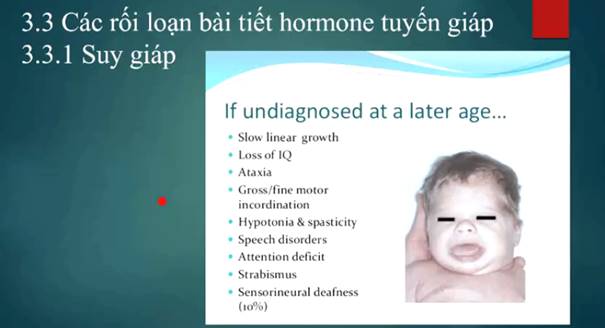 3.3 Các rối loạn bài tiết hormone tuyến giáp
3.3.1 Suy giáp
If undiagnosed at a later age...
• Slow linear growth
• Loss of IQ
• Ataxia
• Gross/fine motor
incordination
• Hypotonia & spasticity
• Speech disorders
• Attention deficit
• Strabismus
• Sensorineural deafness
(10%)